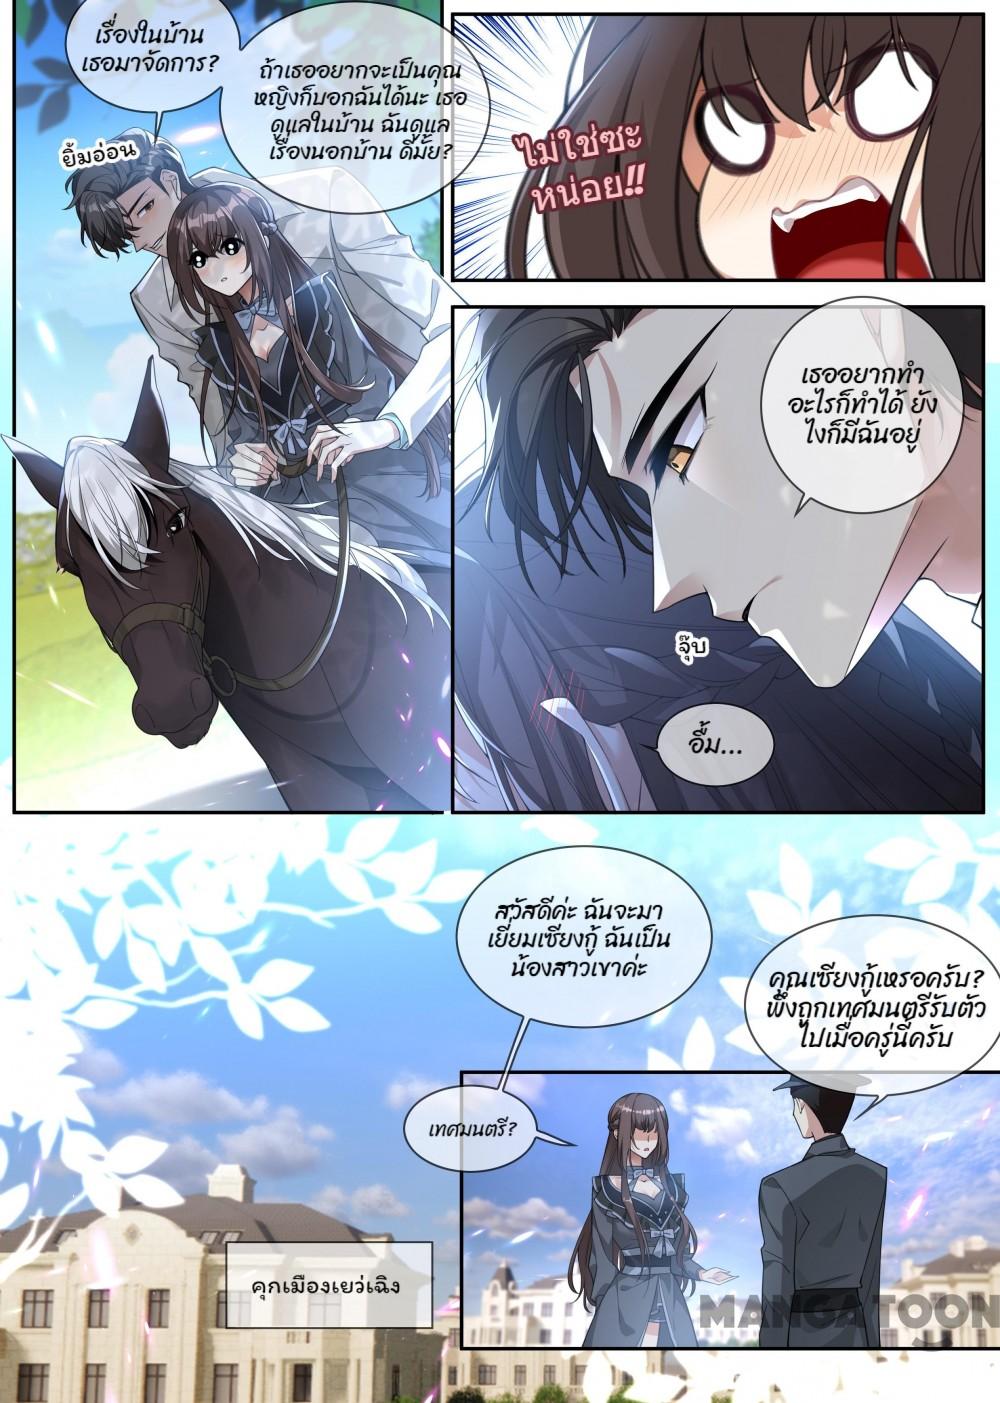 เรื่องในบ้าน
เธอมาจัดการ?
ถ้าเธออยากจะเป็นคุณ
หญิงก็บอกฉันได้นะ เธอ
ดูแลในบ้าน ฉันดูแล
เรื่องนอกบ้าน ดีมั้ย?
ยิ้มอ่อน
ไม่ใช่ซะ
หน่อย!!
เธออยากทำ
อะไรก็ทำได้ ยัง
ไงก็มีฉันอยู่
จุ๊บ
อื้ม...
สวัสดีค่ะ ฉันจะมา
เยี่ยมเซียงกู้ ฉันเป็น
น้องสาวเขาค่ะ
คุณเซียงกู้เหรอครับ?
พึ่งถูกเทศมนตรีรับตัว
ไปเมื่อครู่นี้ครับ
เทศมนตรี?
คุกเมืองเยว่เฉิง
MANGATOON